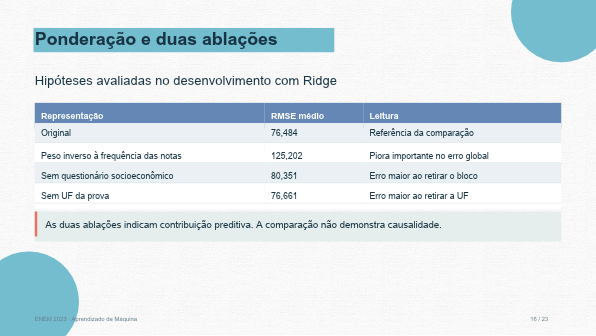 Ponderação e duas ablações
Hipóteses avaliadas no desenvolvimento com Ridge
Representação RMSE médio Leitura
Original 76,484 Referência da comparação
Peso inverso à frequência das notas 125,202 Piora importante no erro global
Sem questionário socioeconômico 80,351 Erro maior ao retirar o bloco
Sem UF da prova 76,661 Erro maior ao retirar a UF
As duas ablações indicam contribuição preditiva. A comparação não demonstra causalidade.
ENEM 2023 · Aprendizado de Máquina 16 / 23